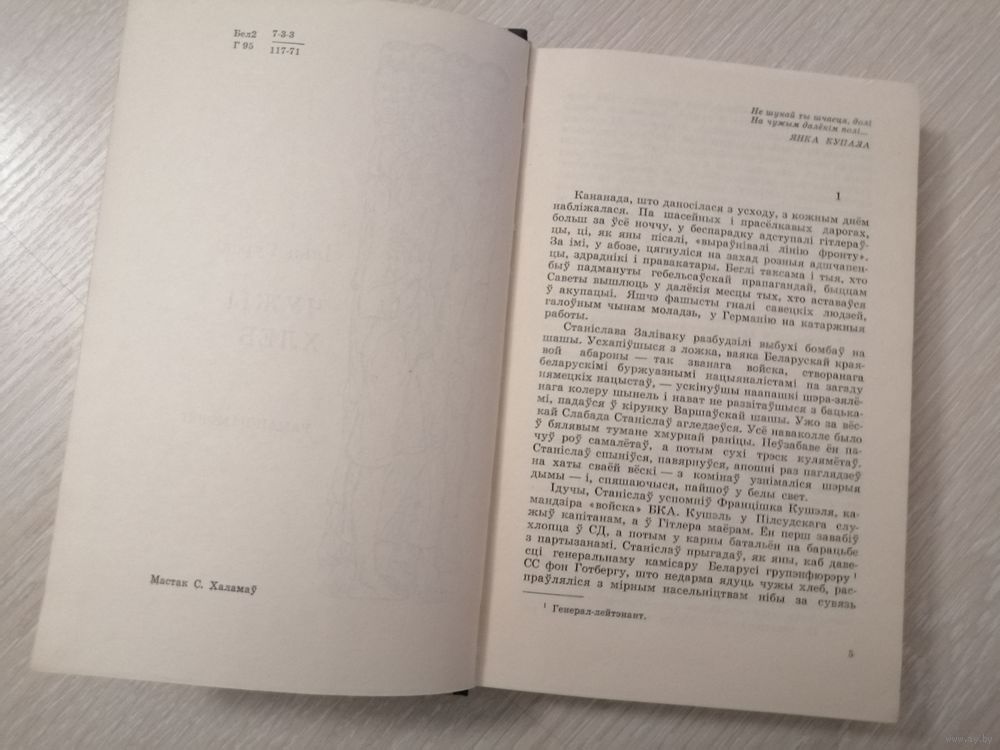 Бел2 7-3-3
Г 95 117-71
Мастак С. Халамаў
Не шукай ты шчасця, долі
На чужым далёкім полі...
ЯНКА КУПАЛА
1
Кананада, што даносілася з усходу, з кожным днём
набліжалася. Па шасейных і прасёлкавых дарогах,
больш за ўсё ноччу, у беспарадку адступалі гітлераў-
цы, ці, як яны пісалі, «выраўнівалі лінію фронту».
За імі, у абозе, цягнуліся на захад розныя адшчапен-
цы, здраднікі і правакатары. Беглі таксама і тыя, хто
быў падмануты гебельсаўскай прапагандай, быццам
Саветы вышлюць у далёкія месцы тых, хто аставаўся
ў акупацыі. Яшчэ фашысты гналі савецкіх людзей,
галоўным чынам моладзь, у Германію на катаржныя
работы.
Станіслава Заліваку разбудзілі выбухі бомбаў на
шашы. Усхапіўшыся з ложка, ваяка Беларускай края-
вой абароны — так званага войска, створанага
беларускімі буржуазнымі нацыяналістамі па загаду
нямецкіх нацыстаў, — ускінуўшы наапашкі шэра-зялё-
нага колеру шынель і нават не развітаўшыся з бацька-
мі, падаўся ў кірунку Варшаўскай шашы. Ужо за вёс-
кай Слабада Станіслаў агледзеўся. Усё наваколле было
ў бялявым тумане хмурнай раніцы. Неўзабаве ён па-
чуў роў самалётаў, а потым сухі трэск кулямётаў.
Станіслаў спыніўся, павярнуўся, апошні раз паглядзеў
на хаты сваёй вёскі — з комінаў узнімаліся шэрыя
дымы — і, спяшаючыся, пайшоў у белы свет.
Ідучы, Станіслаў успомніў Францішка Кушэля, ка-
мандзіра «войска» БКА. Кушэль у Пілсудскага слу-
жыў капітанам, а ў Гітлера маёрам. Ён перш завабіў
хлопца ў СД, а потым у карны батальён на барацьбе
з партызанамі. Станіслаў прыгадаў, як яны, каб даве-
сці генеральнаму камісару Беларусі групэнфюрэру ¹
СС фон Готбергу, што недарма ядуць чужы хлеб, рас-
праўляліся з мірным насельніцтвам нібы за сувязь
¹ Генерал-лейтэнант.
5
www.ay.by